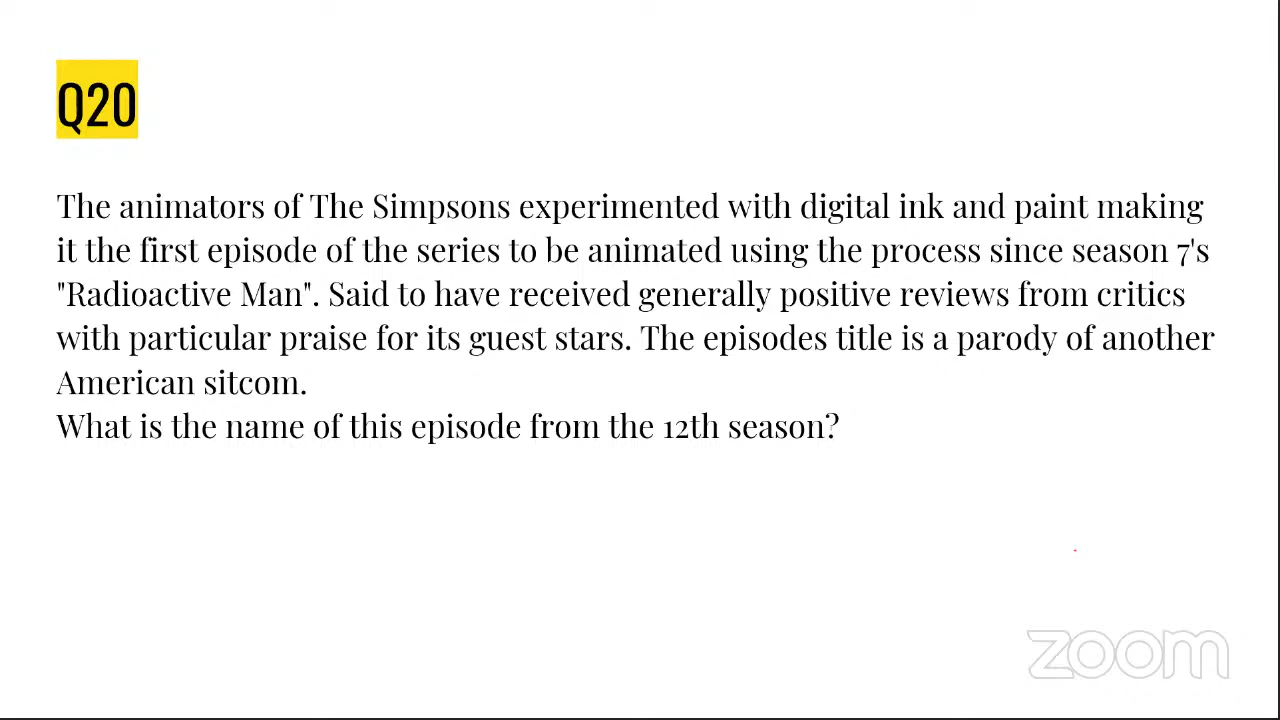 Q20
The animators of The Simpsons experimented with digital ink and paint making
it the first episode of the series to be animated using the process since season 7's
"Radioactive Man". Said to have received generally positive reviews from critics
with particular praise for its guest stars. The episodes title is a parody of another
American sitcom.
What is the name of this episode from the 12th season?
zoom